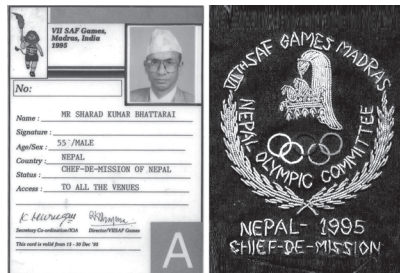 VII SAF Games,
Madras, India
1995
No:
Name : MR SHARAD KUMAR BHATTARAI
Signature :
Age/Sex : 55 /MALE
Country : NEPAL
Status : CHEF-DE-MISSION OF NEPAL
Access : TO ALL THE VENUES
Secretary Co-ordination/IOA Director/VIISAF Games
This card is valid from 15 - 30 Dec '95
A
VIITH SAF GAMES MADRAS
NEPAL OLYMPIC COMMITTEE
NEPAL- 1995
CHIEF-DE-MISSION